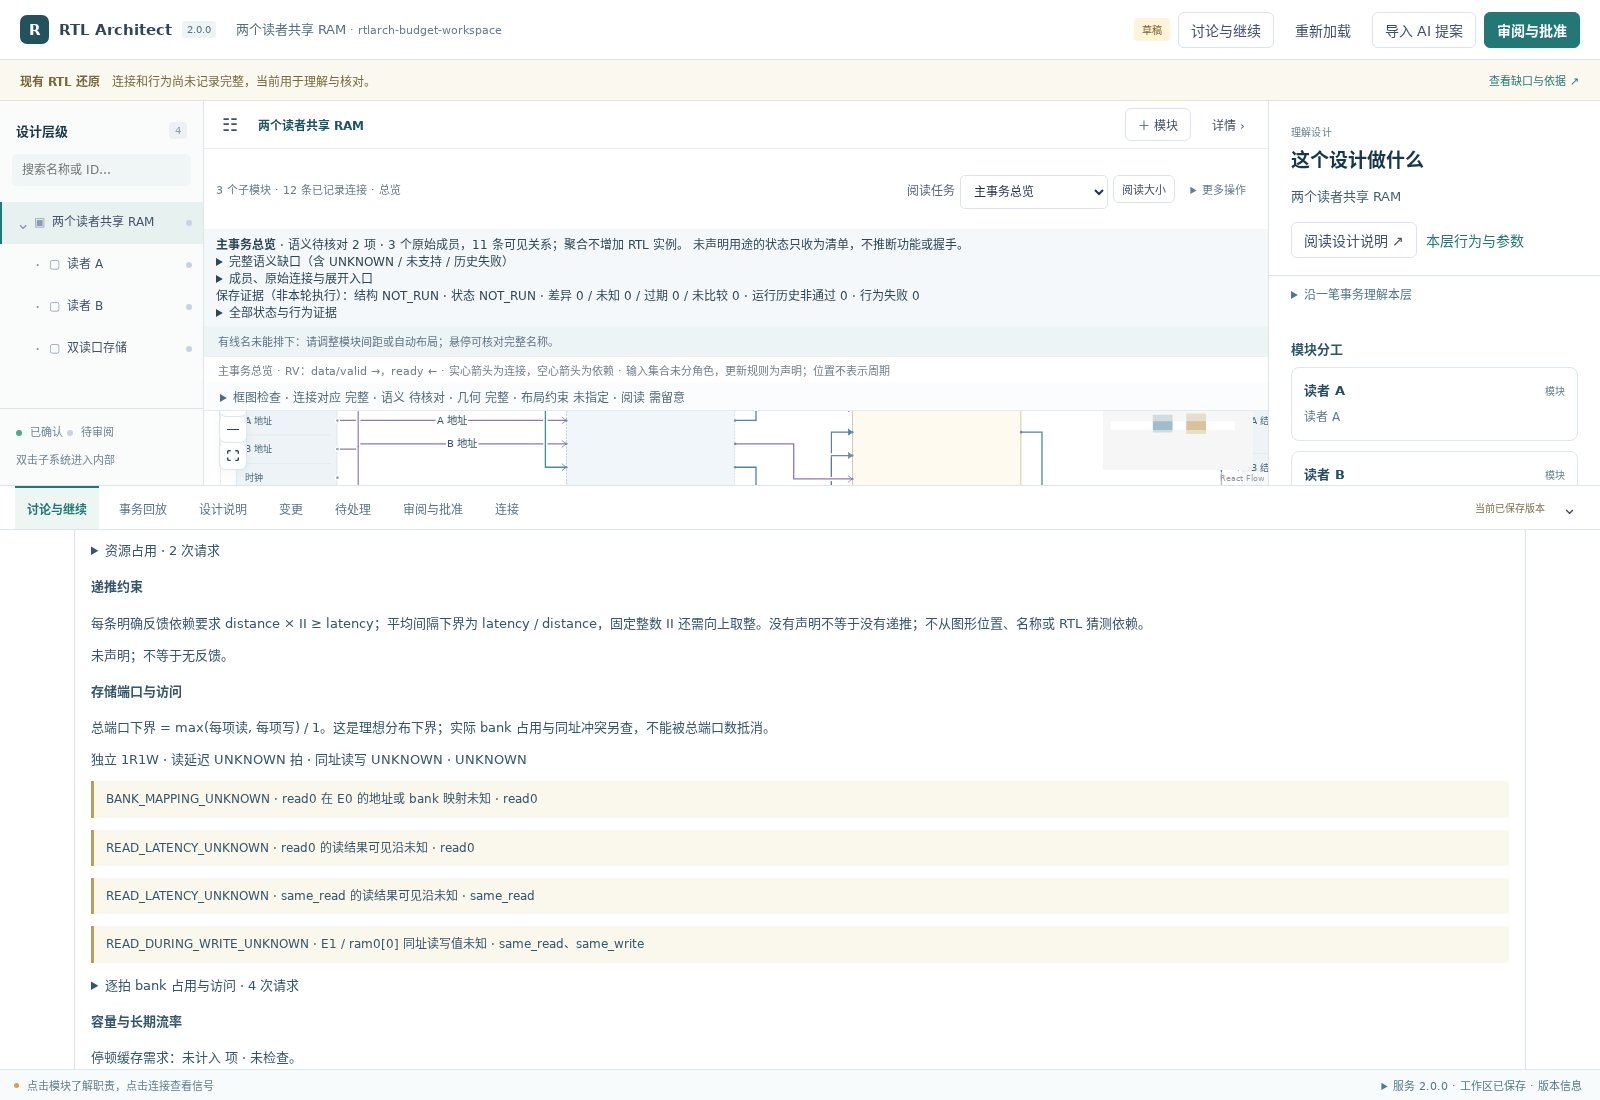 R RTL Architect 2.0.0 两个读者共享 RAM · rtlarch-budget-workspace 草稿 讨论与继续 重新加载 导入 AI 提案 审阅与批准
现有 RTL 还原 连接和行为尚未记录完整，当前用于理解与核对。 查看缺口与依据 ↗
设计层级 4
搜索名称或 ID…
两个读者共享 RAM
读者 A
读者 B
双读口存储
已确认 待审阅
双击子系统进入内部
两个读者共享 RAM ＋ 模块 详情 ›
3 个子模块 · 12 条已记录连接 · 总览 阅读任务 主事务总览 阅读大小 ▶ 更多操作
主事务总览 · 语义待核对 2 项 · 3 个原始成员，11 条可见关系；聚合不增加 RTL 实例。 未声明用途的状态只收为清单，不推断功能或握手。
▶ 完整语义缺口（含 UNKNOWN / 未支持 / 历史失败）
▶ 成员、原始连接与展开入口
保存证据（非本轮执行）：结构 NOT_RUN · 状态 NOT_RUN · 差异 0 / 未知 0 / 过期 0 / 未比较 0 · 运行历史非通过 0 · 行为失败 0
▶ 全部状态与行为证据
有线名未能排下：请调整模块间距或自动布局；悬停可核对完整名称。
主事务总览 · RV：data/valid →，ready ← · 实心箭头为连接，空心箭头为依赖 · 输入集合未分角色，更新规则为声明；位置不表示周期
▶ 框图检查 · 连接对应 完整 · 语义 待核对 · 几何 完整 · 布局约束 未指定 · 阅读 需留意
A 地址 A 地址 A 结
B 地址 B 地址
时钟 B 结
React Flow
理解设计
这个设计做什么
两个读者共享 RAM
阅读设计说明 ↗ 本层行为与参数
▶ 沿一笔事务理解本层
模块分工
读者 A 模块
读者 A
读者 B 模块
讨论与继续 事务回放 设计说明 变更 待处理 审阅与批准 连接 当前已保存版本
▶ 资源占用 · 2 次请求
递推约束
每条明确反馈依赖要求 distance × II ≥ latency；平均间隔下界为 latency / distance，固定整数 II 还需向上取整。没有声明不等于没有递推；不从图形位置、名称或 RTL 猜测依赖。
未声明；不等于无反馈。
存储端口与访问
总端口下界 = max(每项读, 每项写) / 1。这是理想分布下界；实际 bank 占用与同址冲突另查，不能被总端口数抵消。
独立 1R1W · 读延迟 UNKNOWN 拍 · 同址读写 UNKNOWN · UNKNOWN
BANK_MAPPING_UNKNOWN · read0 在 E0 的地址或 bank 映射未知 · read0
READ_LATENCY_UNKNOWN · read0 的读结果可见沿未知 · read0
READ_LATENCY_UNKNOWN · same_read 的读结果可见沿未知 · same_read
READ_DURING_WRITE_UNKNOWN · E1 / ram0[0] 同址读写值未知 · same_read、same_write
▶ 逐拍 bank 占用与访问 · 4 次请求
容量与长期流率
停顿缓存需求：未计入 项 · 未检查。
点击模块了解职责，点击连接查看信号 ▶ 服务 2.0.0 · 工作区已保存 · 版本信息